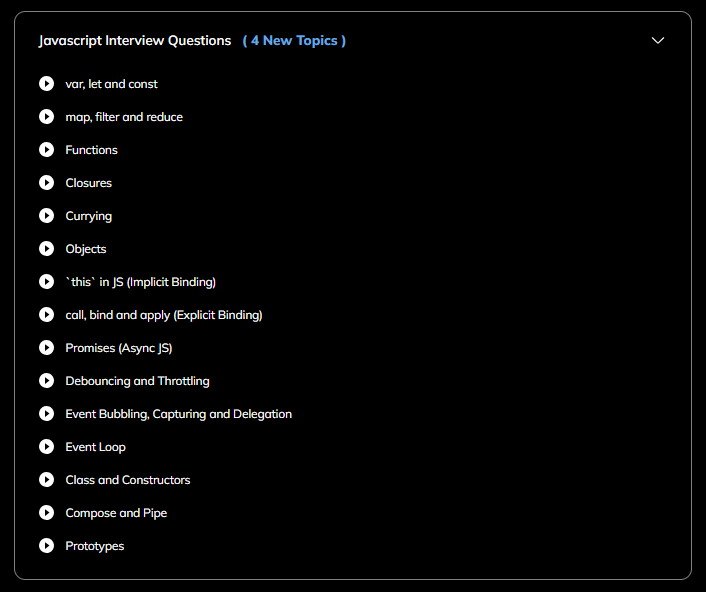 Javascript Interview Questions ( 4 New Topics )
var, let and const
map, filter and reduce
Functions
Closures
Currying
Objects
`this` in JS (Implicit Binding)
call, bind and apply (Explicit Binding)
Promises (Async JS)
Debouncing and Throttling
Event Bubbling, Capturing and Delegation
Event Loop
Class and Constructors
Compose and Pipe
Prototypes